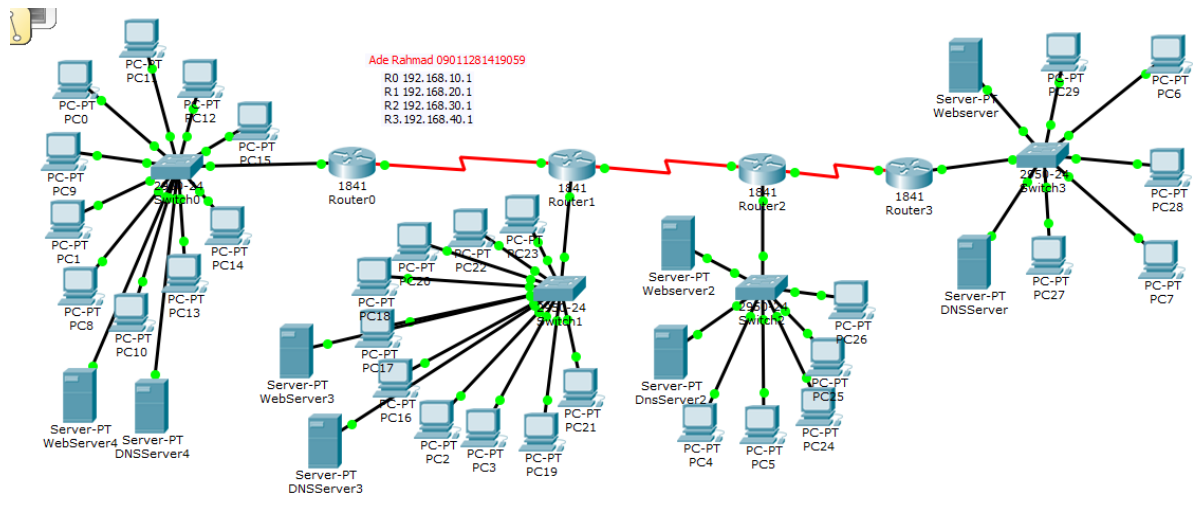 Ade Rahmad 09011281419059
R0 192.168.10.1
R1 192.168.20.1
R2 192.168.30.1
R3.192.168.40.1
PC-PT
PC11
PC-PT
PC0
PC-PT
PC12
PC-PT
PC15
PC-PT
PC9
2950-24
Switch0
PC-PT
PC1
PC-PT
PC14
PC-PT
PC8
PC-PT
PC13
PC-PT
PC10
Server-PT
WebServer4
Server-PT
DNSServer4
1841
Router0
1841
Router1
1841
Router2
1841
Router3
PC-PT
PC23
PC-PT
PC22
PC-PT
PC20
PC-PT
PC18
2950-24
Switch1
PC-PT
PC17
Server-PT
WebServer3
PC-PT
PC16
Server-PT
DNSServer3
PC-PT
PC2
PC-PT
PC3
PC-PT
PC19
PC-PT
PC21
Server-PT
Webserver2
2950-24
Switch2
PC-PT
PC26
Server-PT
DnsServer2
PC-PT
PC25
PC-PT
PC24
PC-PT
PC4
PC-PT
PC5
Server-PT
Webserver
PC-PT
PC29
PC-PT
PC6
2950-24
Switch3
PC-PT
PC28
Server-PT
DNSServer
PC-PT
PC27
PC-PT
PC7